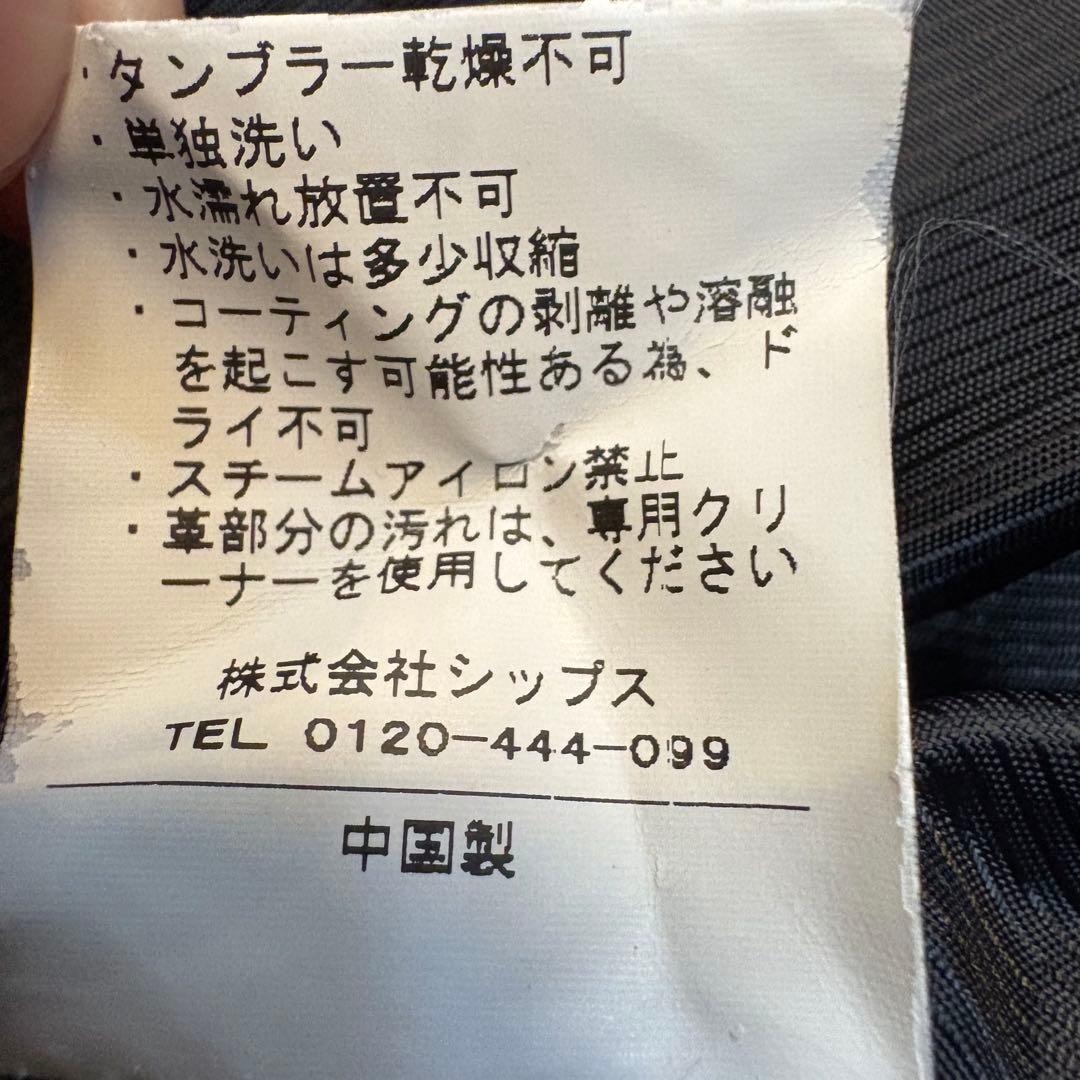 ・タンブラー乾燥不可
・単独洗い
・水濡れ放置不可
・水洗いは多少収縮
・コーティングの剥離や溶融
を起こす可能性ある為、ド
ライ不可
・スチームアイロン禁止
・革部分の汚れは、専用クリ
ーナーを使用してください
株式会社シップス
TEL 0120-444-099
中国製